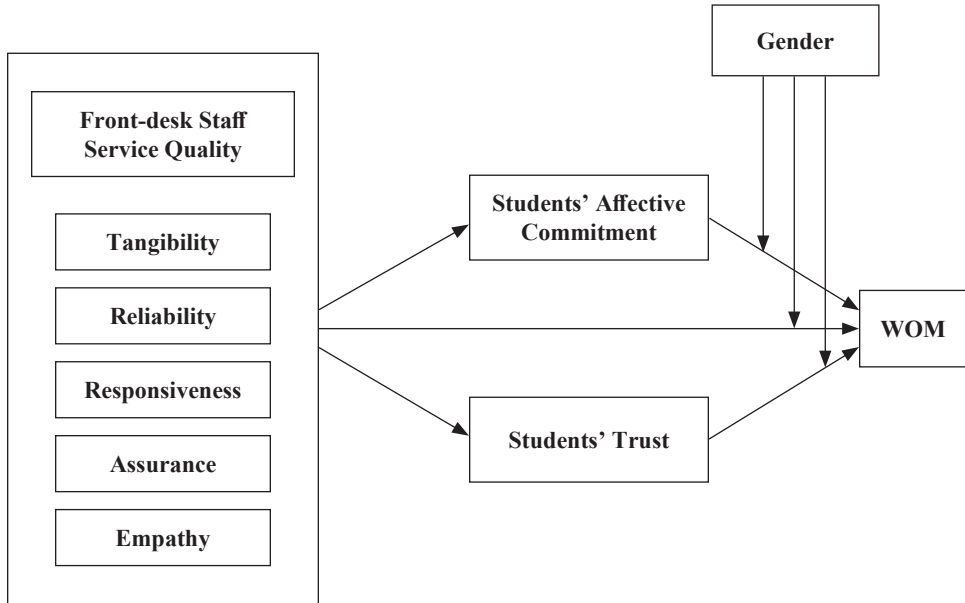 Gender
Front-desk Staff
Service Quality
Tangibility
Reliability
Responsiveness
Assurance
Empathy
Students’ Affective
Commitment
Students’ Trust
WOM